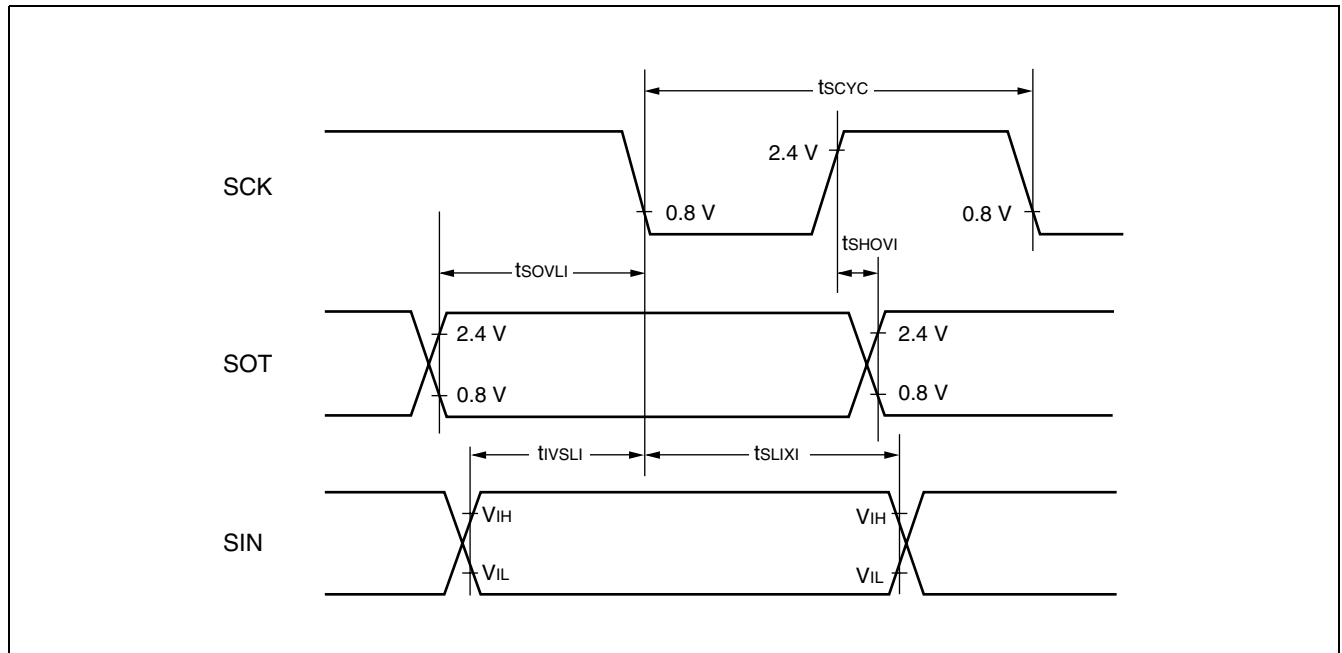 tSCYC
SCK
2.4 V
0.8 V
0.8 V
tSHOVI
tSOVLI
SOT
2.4 V
2.4 V
0.8 V
0.8 V
tIVSLI
tSLIXI
SIN
VIH
VIH
VIL
VIL